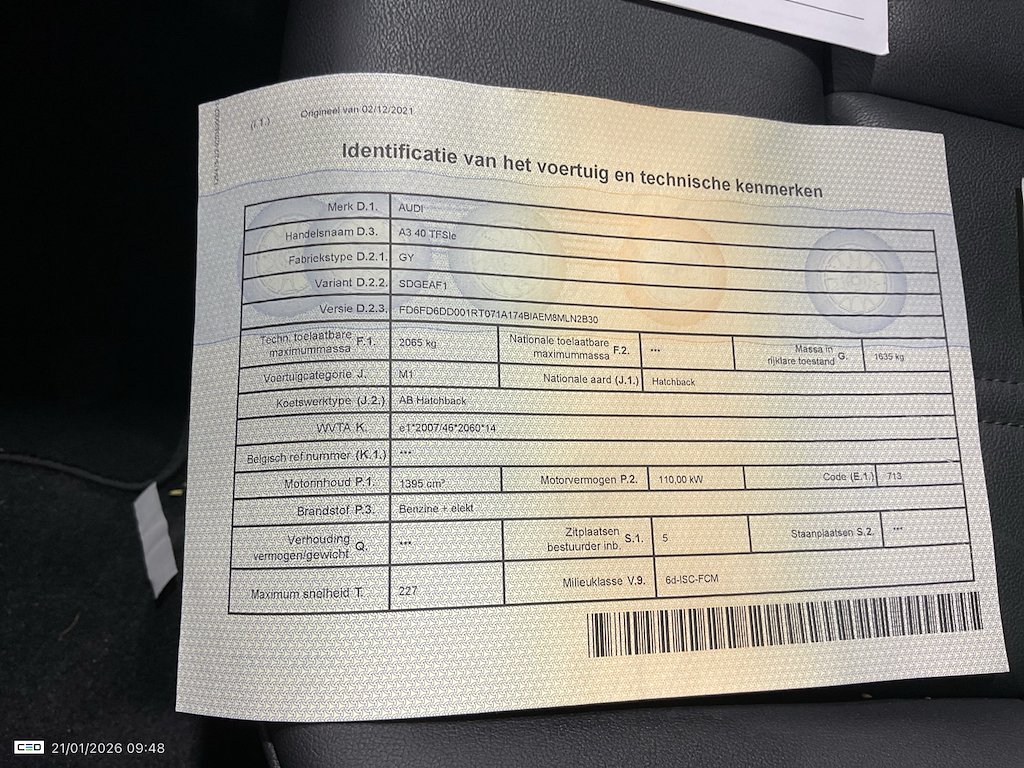 (I.1.) Origineel van 02/12/2021
Identificatie van het voertuig en technische kenmerken
Merk D.1. AUDI
Handelsnaam D.3. A3 40 TFSIe
Fabriekstype D.2.1. GY
Variant D.2.2. SDGEAF1
Versie D.2.3. FD6FD6DD001RT071A174BIAEM8MLN2B30
Techn. toelaatbare maximummassa F.1. 2065 kg Nationale toelaatbare maximummassa F.2. *** Massa in rijklare toestand G. 1635 kg
Voertuigcategorie J. M1 Nationale aard (J.1.) Hatchback
Koetswerktype (J.2.) AB Hatchback
WVTA K. e1*2007/46*2060*14
Belgisch ref.nummer (K.1.) ***
Motorinhoud P.1. 1395 cm³ Motorvermogen P.2. 110,00 kW Code (E.1.) 713
Brandstof P.3. Benzine + elekt
Verhouding vermogen/gewicht Q. *** Zitplaatsen bestuurder inb. S.1. 5 Staanplaatsen S.2. ***
Maximum snelheid T. 227 Milieuklasse V.9. 6d-ISC-FCM
CEO 21/01/2026 09:48